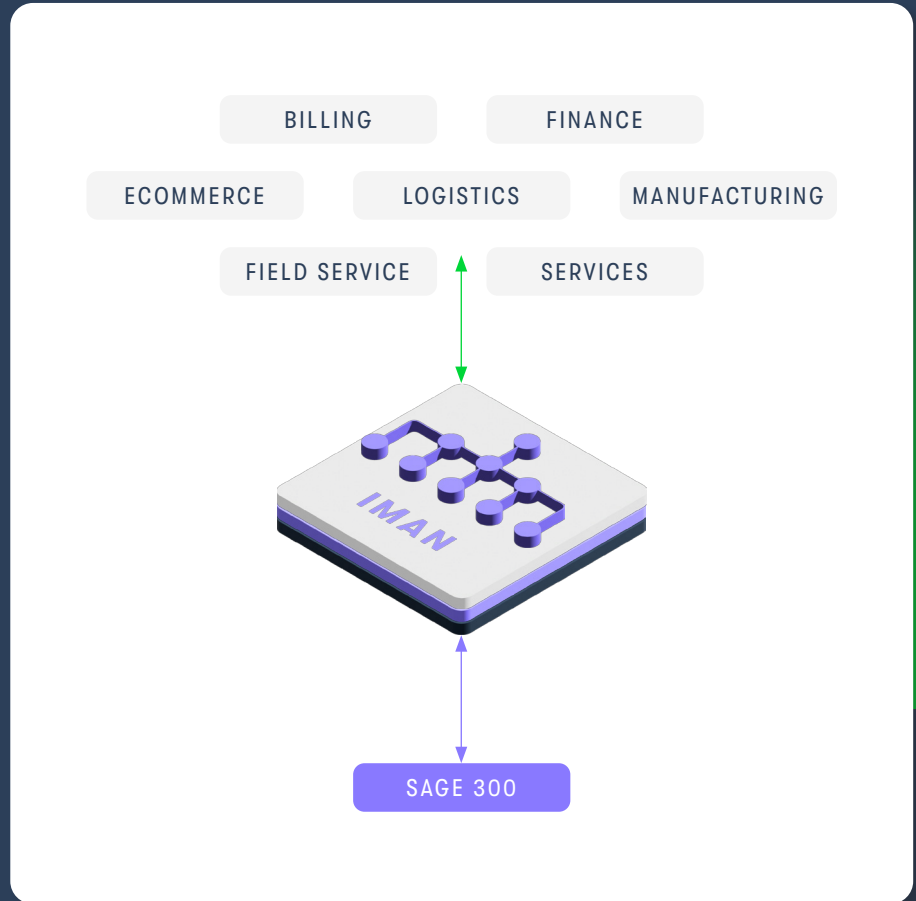 BILLING
FINANCE
ECOMMERCE
LOGISTICS
MANUFACTURING
FIELD SERVICE
SERVICES
IMAN
SAGE 300